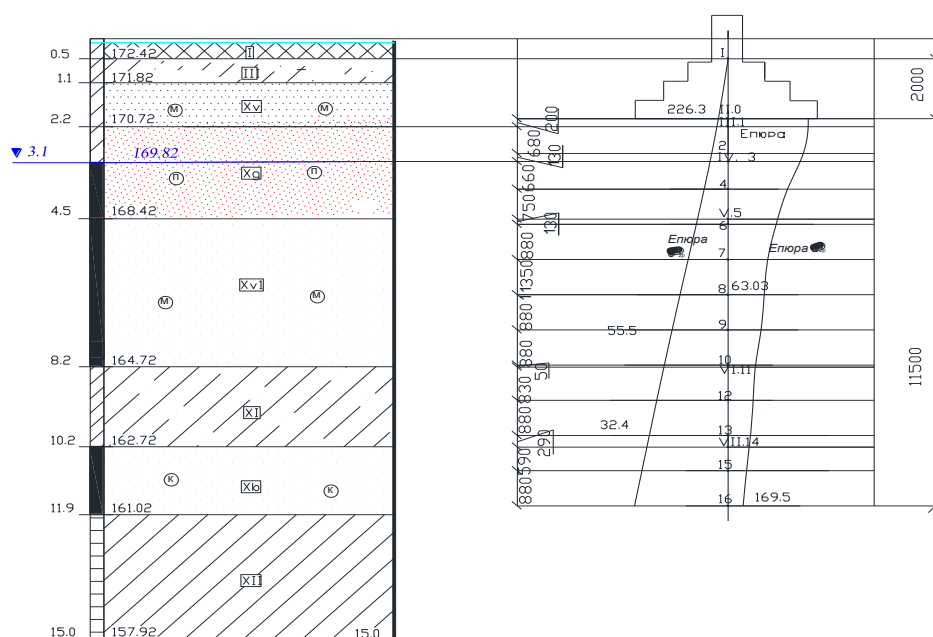 0.5 172.42 I
1.1 171.82 III
XV М М
2.2 170.72
3.1 169.82
Xg П П
4.5 168.42
XV1 М М
8.2 164.72
XI
10.2 162.72
К Xb К
11.9 161.02
XII
15.0 157.92 15.0
I
2000
226.3 II.0
200 III.1
Епюра
680 2
130 IV. 3
660 4
750 V.5
130 6
880 Епюра Епюра
7
1350
8 63.03
880 55.5 9
880 10
50 VI.11
830 12
880 32.4 13
290 VII.14
590 15
880 16 169.5
11500